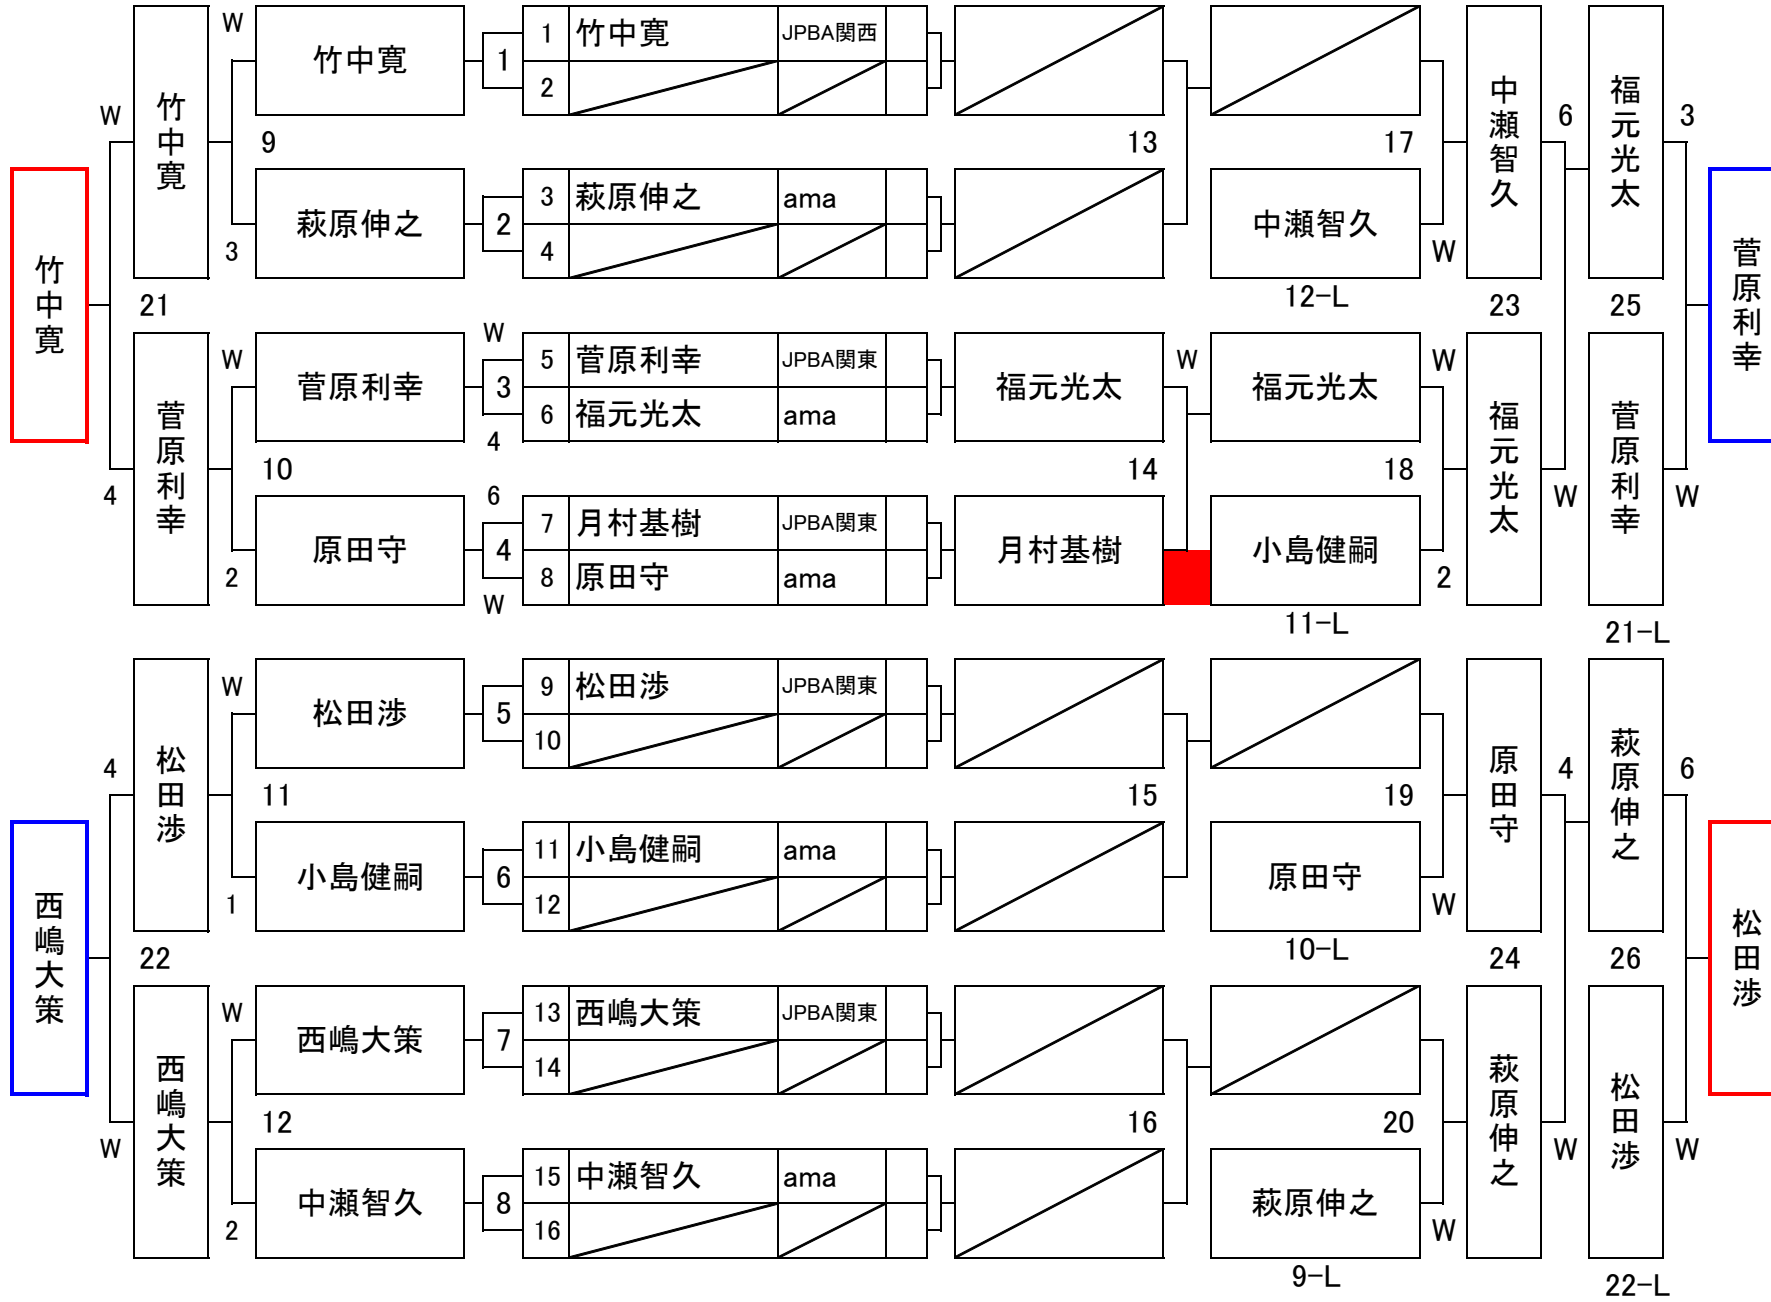 竹中寛
西嶋大策
W
4
4
W
竹中寛
21
菅原利幸
松田渉
22
西嶋大策
W
3
W
2
W
1
W
2
竹中寛
9
萩原伸之
菅原利幸
10
原田守
松田渉
11
小島健嗣
西嶋大策
12
中瀬智久
1
2
W
3
4
6
4
W
5
6
7
8
1 竹中寛 JPBA関西
2
3 萩原伸之 ama
4
5 菅原利幸 JPBA関東
6 福元光太 ama
7 月村基樹 JPBA関東
8 原田守 ama
9 松田渉 JPBA関東
10
11 小島健嗣 ama
12
13 西嶋大策 JPBA関東
14
15 中瀬智久 ama
16
13
福元光太
14
月村基樹
15
16
W
17
中瀬智久
12-L
福元光太
18
小島健嗣
11-L
19
原田守
10-L
20
萩原伸之
9-L
W
W
2
W
W
中瀬智久
23
福元光太
原田守
24
萩原伸之
6
W
4
W
福元光太
25
菅原利幸
21-L
萩原伸之
26
松田渉
22-L
3
W
6
W
菅原利幸
松田渉